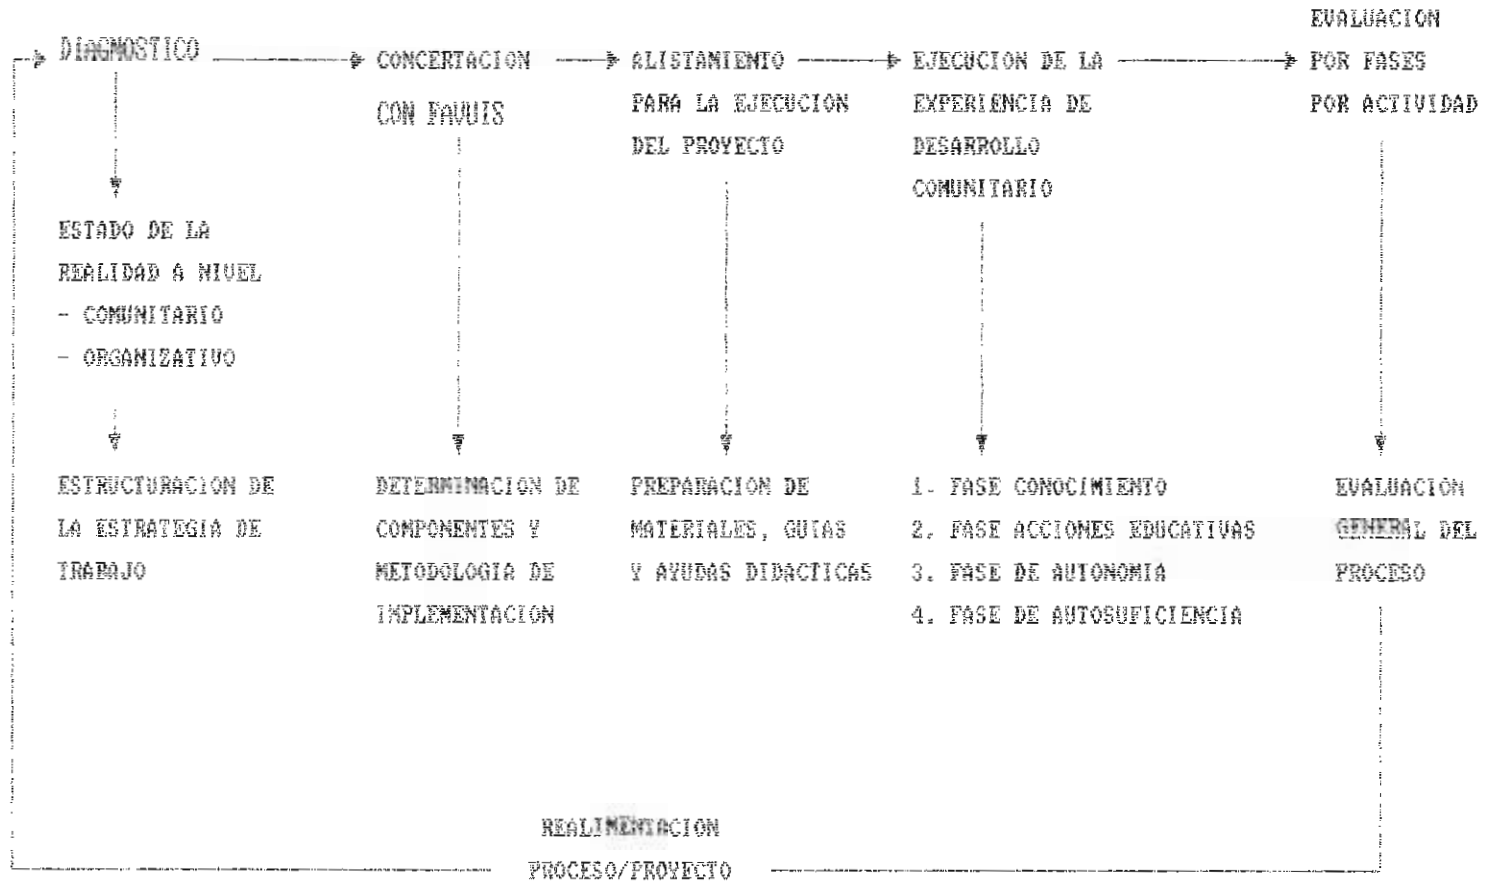 DIAGNOSTICO
CONCERTACION
CON FAVUIS
ALISTAMIENTO
PARA LA EJECUCION
DEL PROYECTO
EJECUCION DE LA
EXPERIENCIA DE
DESARROLLO
COMUNITARIO
EVALUACION
POR FASES
POR ACTIVIDAD
ESTADO DE LA
REALIDAD A NIVEL
- COMUNITARIO
- ORGANIZATIVO
ESTRUCTURACION DE
LA ESTRATEGIA DE
TRABAJO
DETERMINACION DE
COMPONENTES Y
METODOLOGIA DE
IMPLEMENTACION
PREPARACION DE
MATERIALES, GUIAS
Y AYUDAS DIDACTICAS
1. FASE CONOCIMIENTO
2. FASE ACCIONES EDUCATIVAS
3. FASE DE AUTONOMIA
4. FASE DE AUTOSUFICIENCIA
EVALUACION
GENERAL DEL
PROCESO
REALIMENTACION
PROCESO/PROYECTO